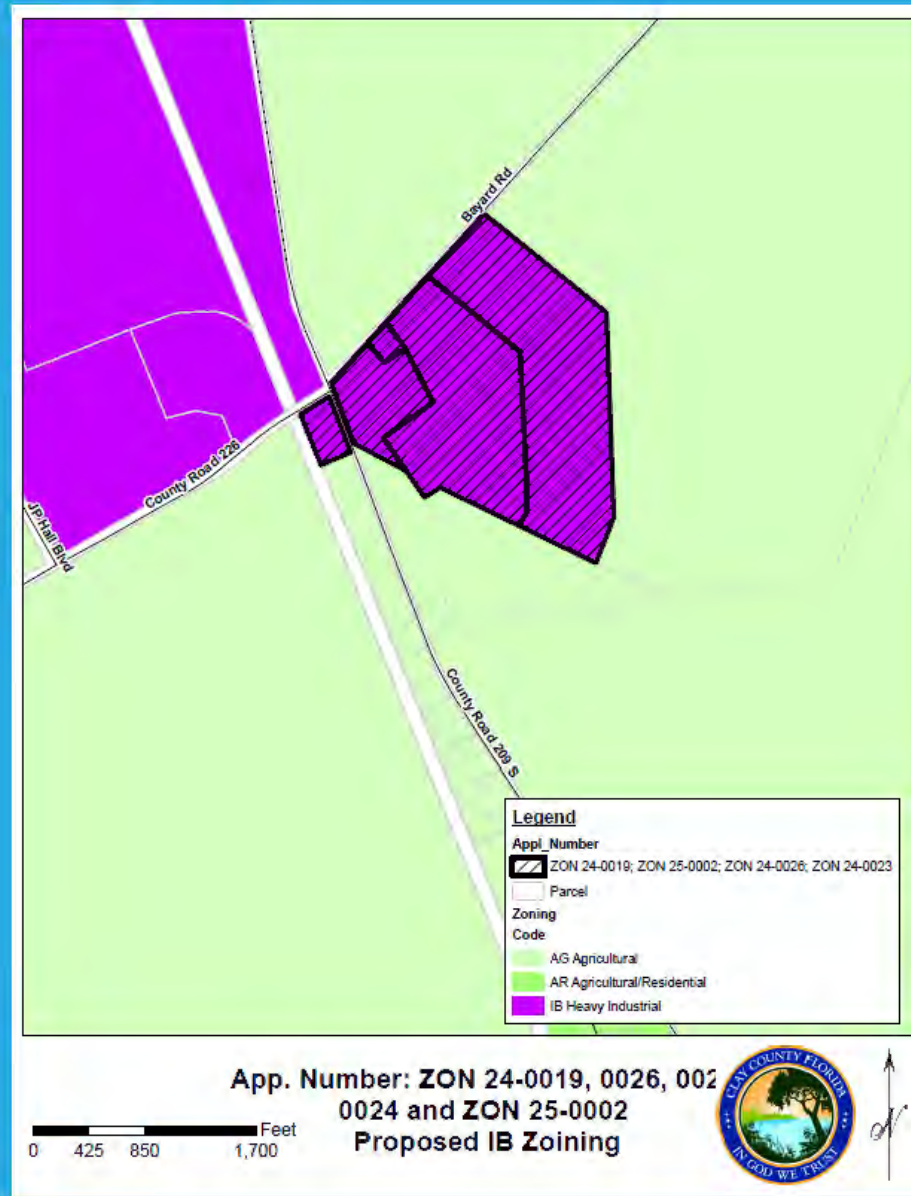 Bayard Rd
County Road 226
JP Hall Blvd
County Road 209 S
Legend
Appl_Number
ZON 24-0019; ZON 25-0002; ZON 24-0026; ZON 24-0023
Parcel
Zoning
Code
AG Agricultural
AR Agricultural/Residential
IB Heavy Industrial
App. Number: ZON 24-0019, 0026, 002
0024 and ZON 25-0002
Proposed IB Zoining
0 425 850 1,700 Feet
CLAY COUNTY FLORIDA
IN GOD WE TRUST
N